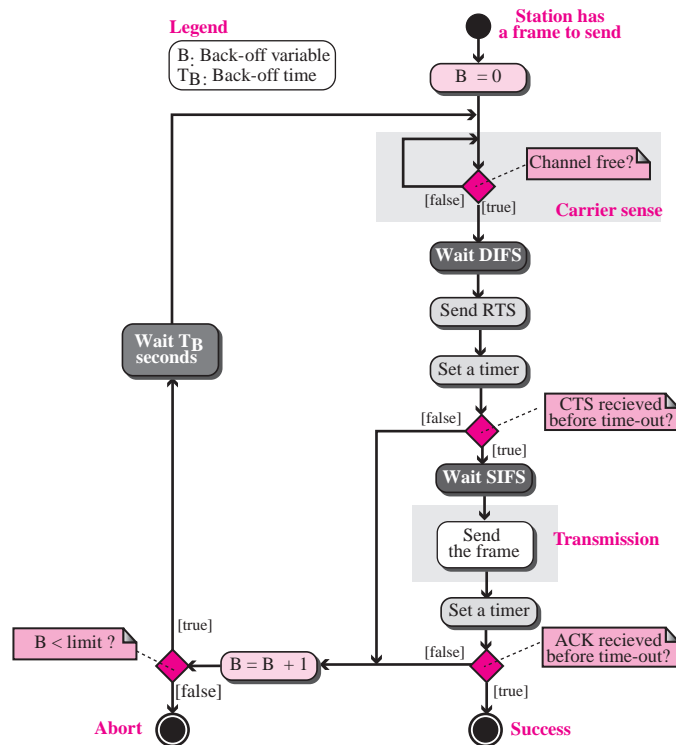 Legend
B: Back-off variable
TB: Back-off time
Station has
a frame to send
B = 0
Channel free?
[false]
[true]
Carrier sense
Wait DIFS
Send RTS
Set a timer
Wait TB
seconds
[false]
CTS recieved
before time-out?
[true]
Wait SIFS
Send
the frame
Transmission
Set a timer
B < limit ?
[true]
B = B + 1
[false]
ACK recieved
before time-out?
[false]
[true]
Abort
Success